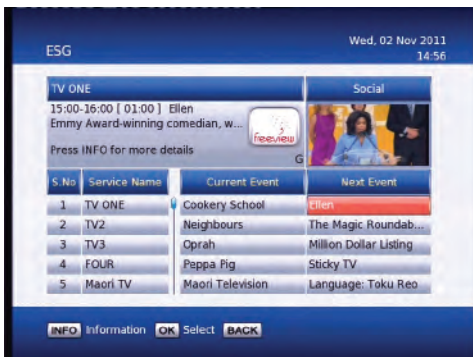 ESG
Wed, 02 Nov 2011
14:56
TV ONE
Social
15:00-16:00 [ 01:00 ] Ellen
Emmy Award-winning comedian, w...
freeview
Press INFO for more details
G
S.No Service Name Current Event Next Event
1 TV ONE Cookery School Ellen
2 TV2 Neighbours The Magic Roundab...
3 TV3 Oprah Million Dollar Listing
4 FOUR Peppa Pig Sticky TV
5 Maori TV Maori Television Language: Toku Reo
INFO Information OK Select BACK